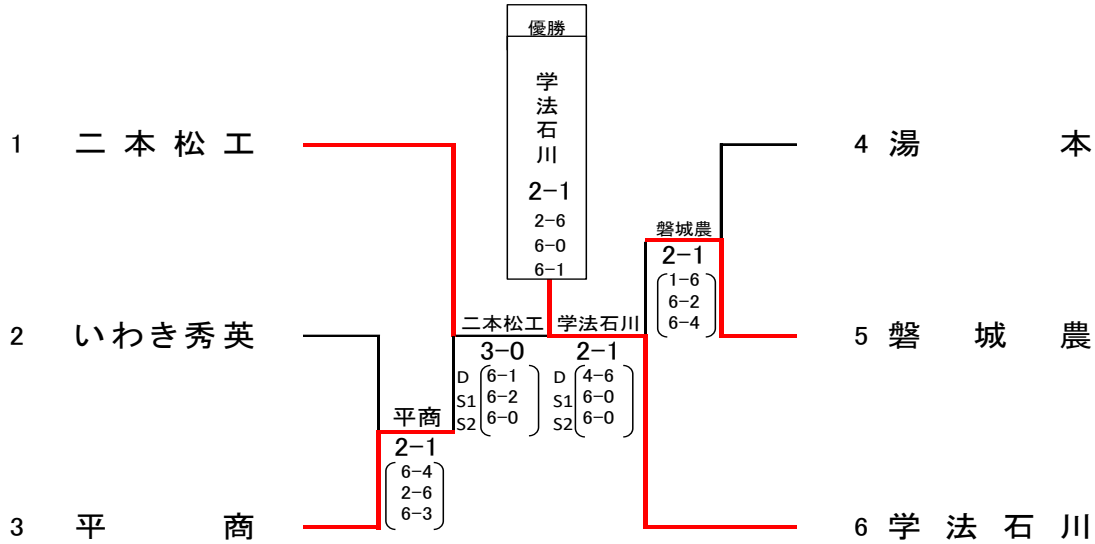 優勝
学法石川
2-1
2-6
6-0
6-1
1 二本松工
4 湯本
磐城農
2-1
1-6
6-2
6-4
2 いわき秀英
5 磐城農
二本松工
3-0
D 6-1
S1 6-2
S2 6-0
学法石川
2-1
D 4-6
S1 6-0
S2 6-0
平商
2-1
6-4
2-6
6-3
3 平商
6 学法石川